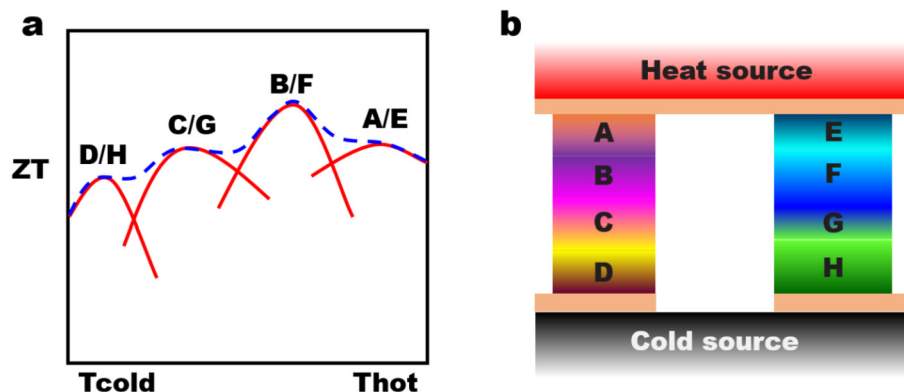 a
ZT
D/H
C/G
B/F
A/E
Tcold
Thot
b
Heat source
A
B
C
D
E
F
G
H
Cold source